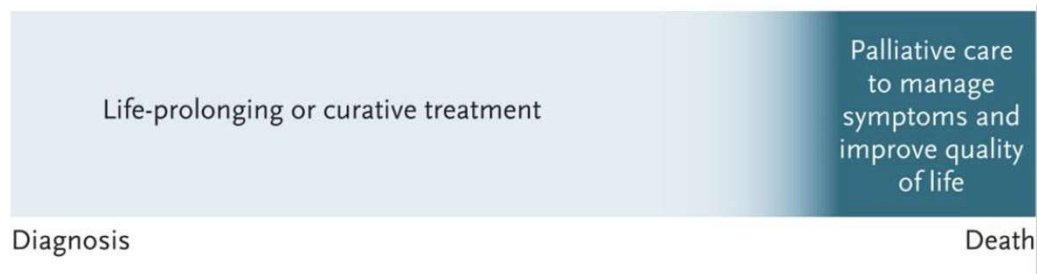 Life-prolonging or curative treatment
Palliative care
to manage
symptoms and
improve quality
of life
Diagnosis
Death